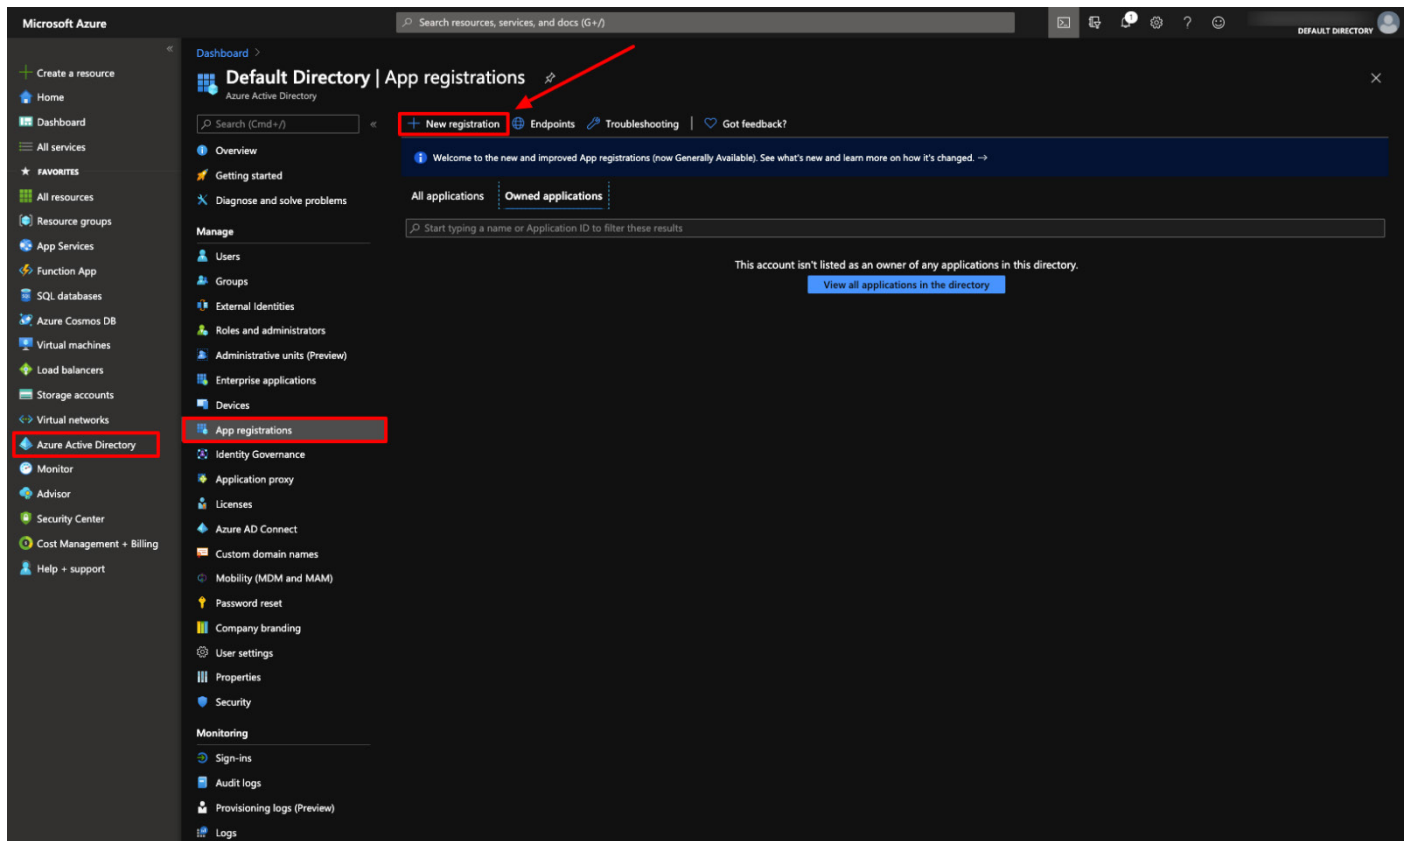 Microsoft Azure
Search resources, services, and docs (G+/)
1
?
DEFAULT DIRECTORY
«
Create a resource
Home
Dashboard
All services
FAVORITES
All resources
Resource groups
App Services
Function App
SQL databases
Azure Cosmos DB
Virtual machines
Load balancers
Storage accounts
Virtual networks
Azure Active Directory
Monitor
Advisor
Security Center
Cost Management + Billing
Help + support
Dashboard >
Default Directory | App registrations
Azure Active Directory
Search (Cmd+/)
«
Overview
Getting started
Diagnose and solve problems
Manage
Users
Groups
External Identities
Roles and administrators
Administrative units (Preview)
Enterprise applications
Devices
App registrations
Identity Governance
Application proxy
Licenses
Azure AD Connect
Custom domain names
Mobility (MDM and MAM)
Password reset
Company branding
User settings
Properties
Security
Monitoring
Sign-ins
Audit logs
Provisioning logs (Preview)
Logs
New registration Endpoints Troubleshooting | Got feedback?
Welcome to the new and improved App registrations (now Generally Available). See what's new and learn more on how it's changed. →
All applications Owned applications
Start typing a name or Application ID to filter these results
This account isn't listed as an owner of any applications in this directory.
View all applications in the directory